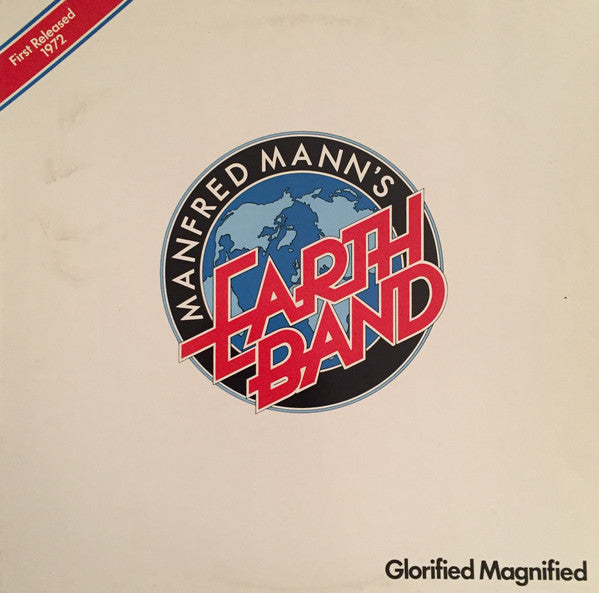 First Released
1972
MANFRED MANN'S
EARTH
BAND
Glorified Magnified